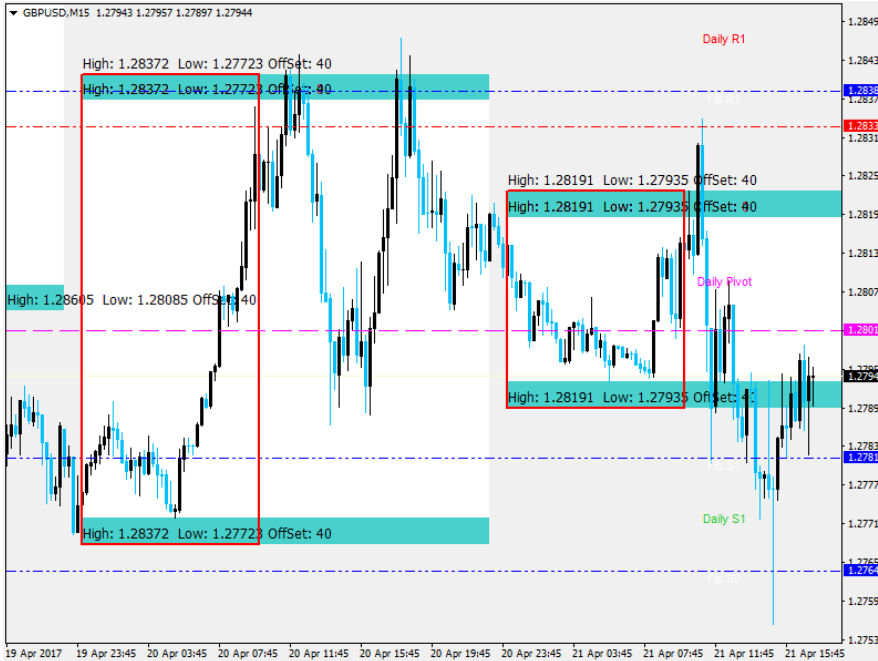 GBPUSD,M15 1.27943 1.27957 1.27897 1.27944
1.2849
Daily R1
High: 1.28372 Low: 1.27723 OffSet: 40
1.2843
High: 1.28372 Low: 1.27723 OffSet: 40
1.2838
Fib R1
1.2837
1.2833
1.2831
High: 1.28191 Low: 1.27935 OffSet: 40
1.2825
High: 1.28191 Low: 1.27935 OffSet: 40
1.2819
1.2813
Daily Pivot
1.2807
High: 1.28605 Low: 1.28085 OffSet: 40
1.2801
1.2794
High: 1.28191 Low: 1.27935 OffSet: 40
1.2789
1.2783
1.2781
Fib S1
1.2777
Daily S1
1.2771
High: 1.28372 Low: 1.27723 OffSet: 40
1.2764
Fib S2
1.2759
1.2753
19 Apr 2017
19 Apr 23:45
20 Apr 03:45
20 Apr 07:45
20 Apr 11:45
20 Apr 15:45
20 Apr 19:45
20 Apr 23:45
21 Apr 03:45
21 Apr 07:45
21 Apr 11:45
21 Apr 15:45